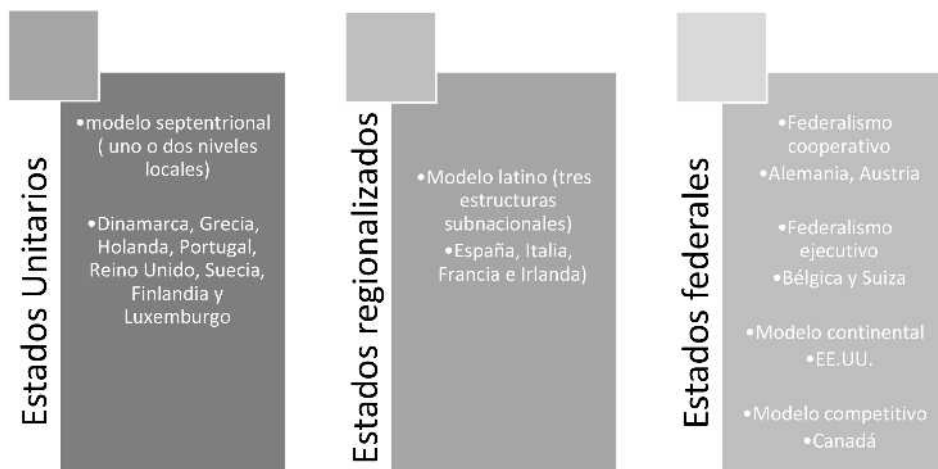 Estados Unitarios
•modelo septentrional
( uno o dos niveles
locales)
•Dinamarca, Grecia,
Holanda, Portugal,
Reino Unido, Suecia,
Finlandia y
Luxemburgo
Estados regionalizados
•Modelo latino (tres
estructuras
subnacionales)
•España, Italia,
Francia e Irlanda)
Estados federales
•Federalismo
cooperativo
•Alemania, Austria
•Federalismo
ejecutivo
•Bélgica y Suiza
•Modelo continental
•EE.UU.
•Modelo competitivo
•Canadá